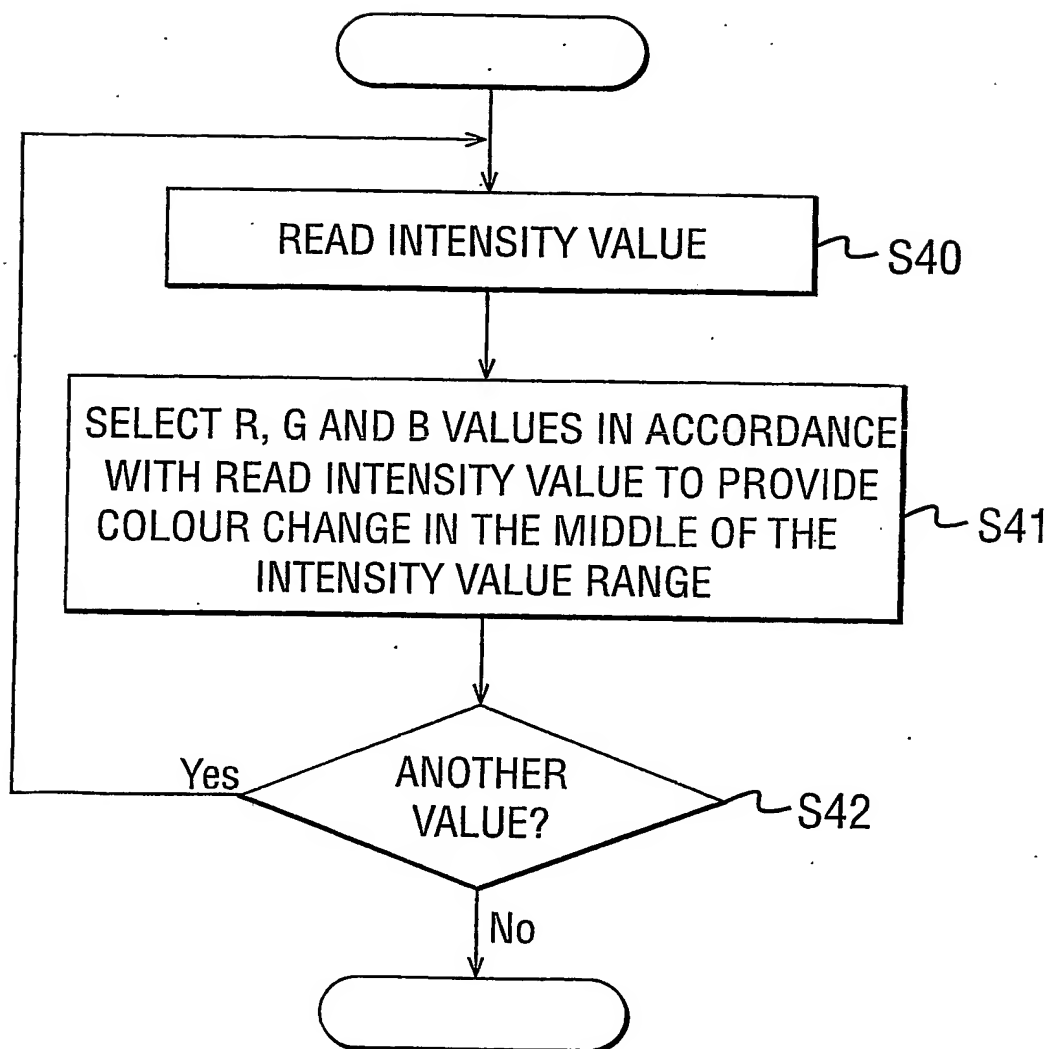 READ INTENSITY VALUE
S40
SELECT R, G AND B VALUES IN ACCORDANCE
WITH READ INTENSITY VALUE TO PROVIDE
COLOUR CHANGE IN THE MIDDLE OF THE
INTENSITY VALUE RANGE
S41
Yes
ANOTHER
VALUE?
S42
No